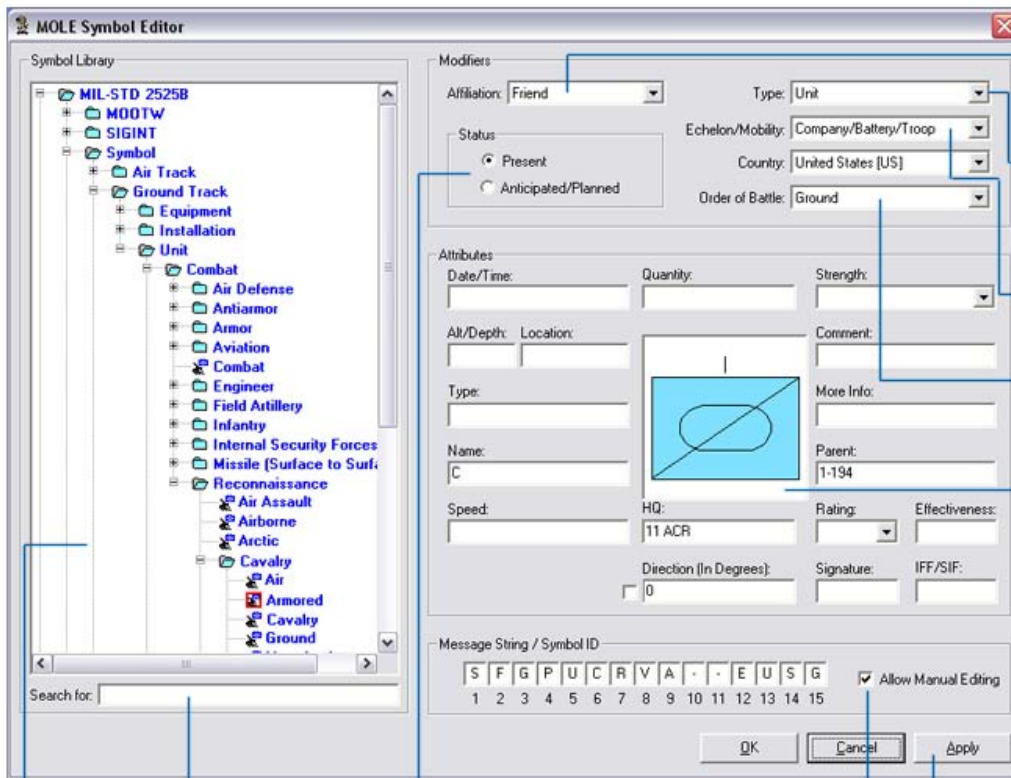 MOLE Symbol Editor
Symbol Library
MIL-STD 2525B
MOOTW
SIGINT
Symbol
Air Track
Ground Track
Equipment
Installation
Unit
Combat
Air Defense
Antiarmor
Armor
Aviation
Combat
Engineer
Field Artillery
Infantry
Internal Security Forces
Missile (Surface to Surfa
Reconnaissance
Air Assault
Airborne
Arctic
Cavalry
Air
Armored
Cavalry
Ground
Search for:
Modifiers
Affiliation: Friend
Type: Unit
Status
Present
Anticipated/Planned
Echelon/Mobility: Company/Battery/Troop
Country: United States [US]
Order of Battle: Ground
Attributes
Date/Time: Quantity: Strength:
Alt/Depth: Location: Comment:
Type: More Info:
Name: Parent:
C 1-194
Speed: HQ: Rating: Effectiveness:
11 ACR
Direction (In Degrees): Signature: IFF/SIF:
0
Message String / Symbol ID
S F G P U C R V A - - E U S G
1 2 3 4 5 6 7 8 9 10 11 12 13 14 15
Allow Manual Editing
OK Cancel Apply